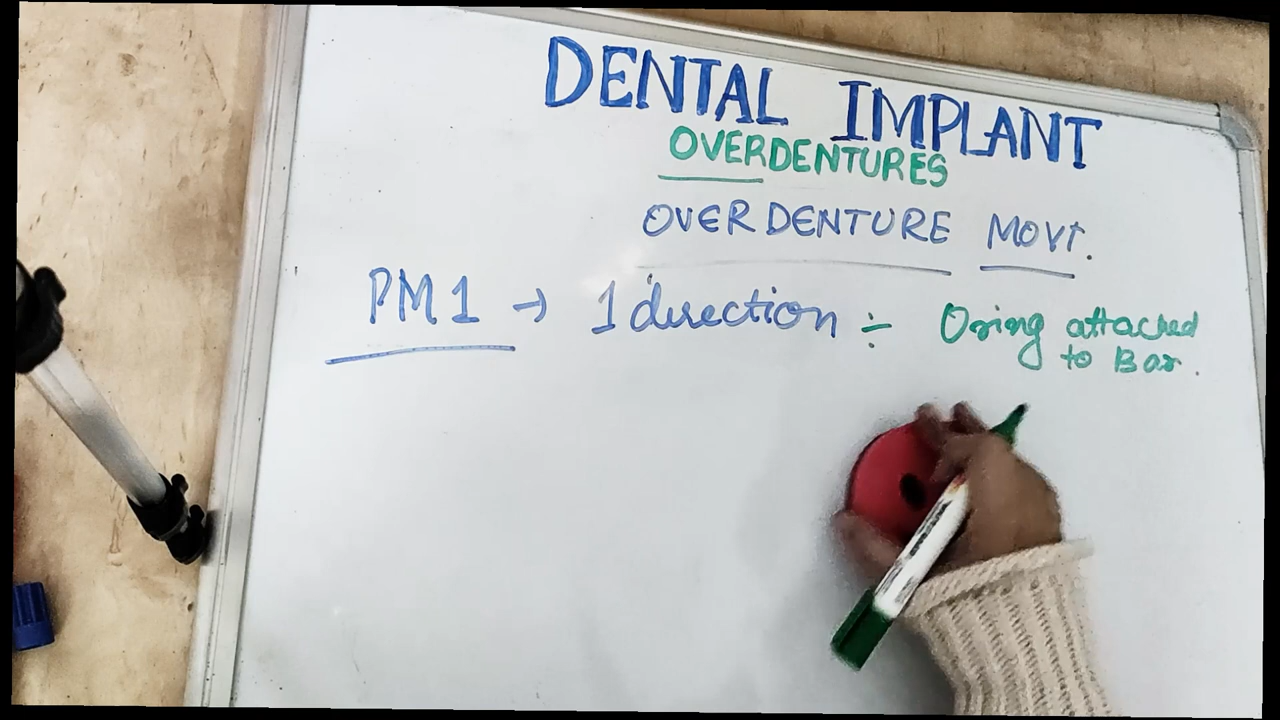 DENTAL IMPLANT
OVERDENTURES
OVERDENTURE MOVT.
PM1 → 1 direction ÷ Oring attached
to Bar.